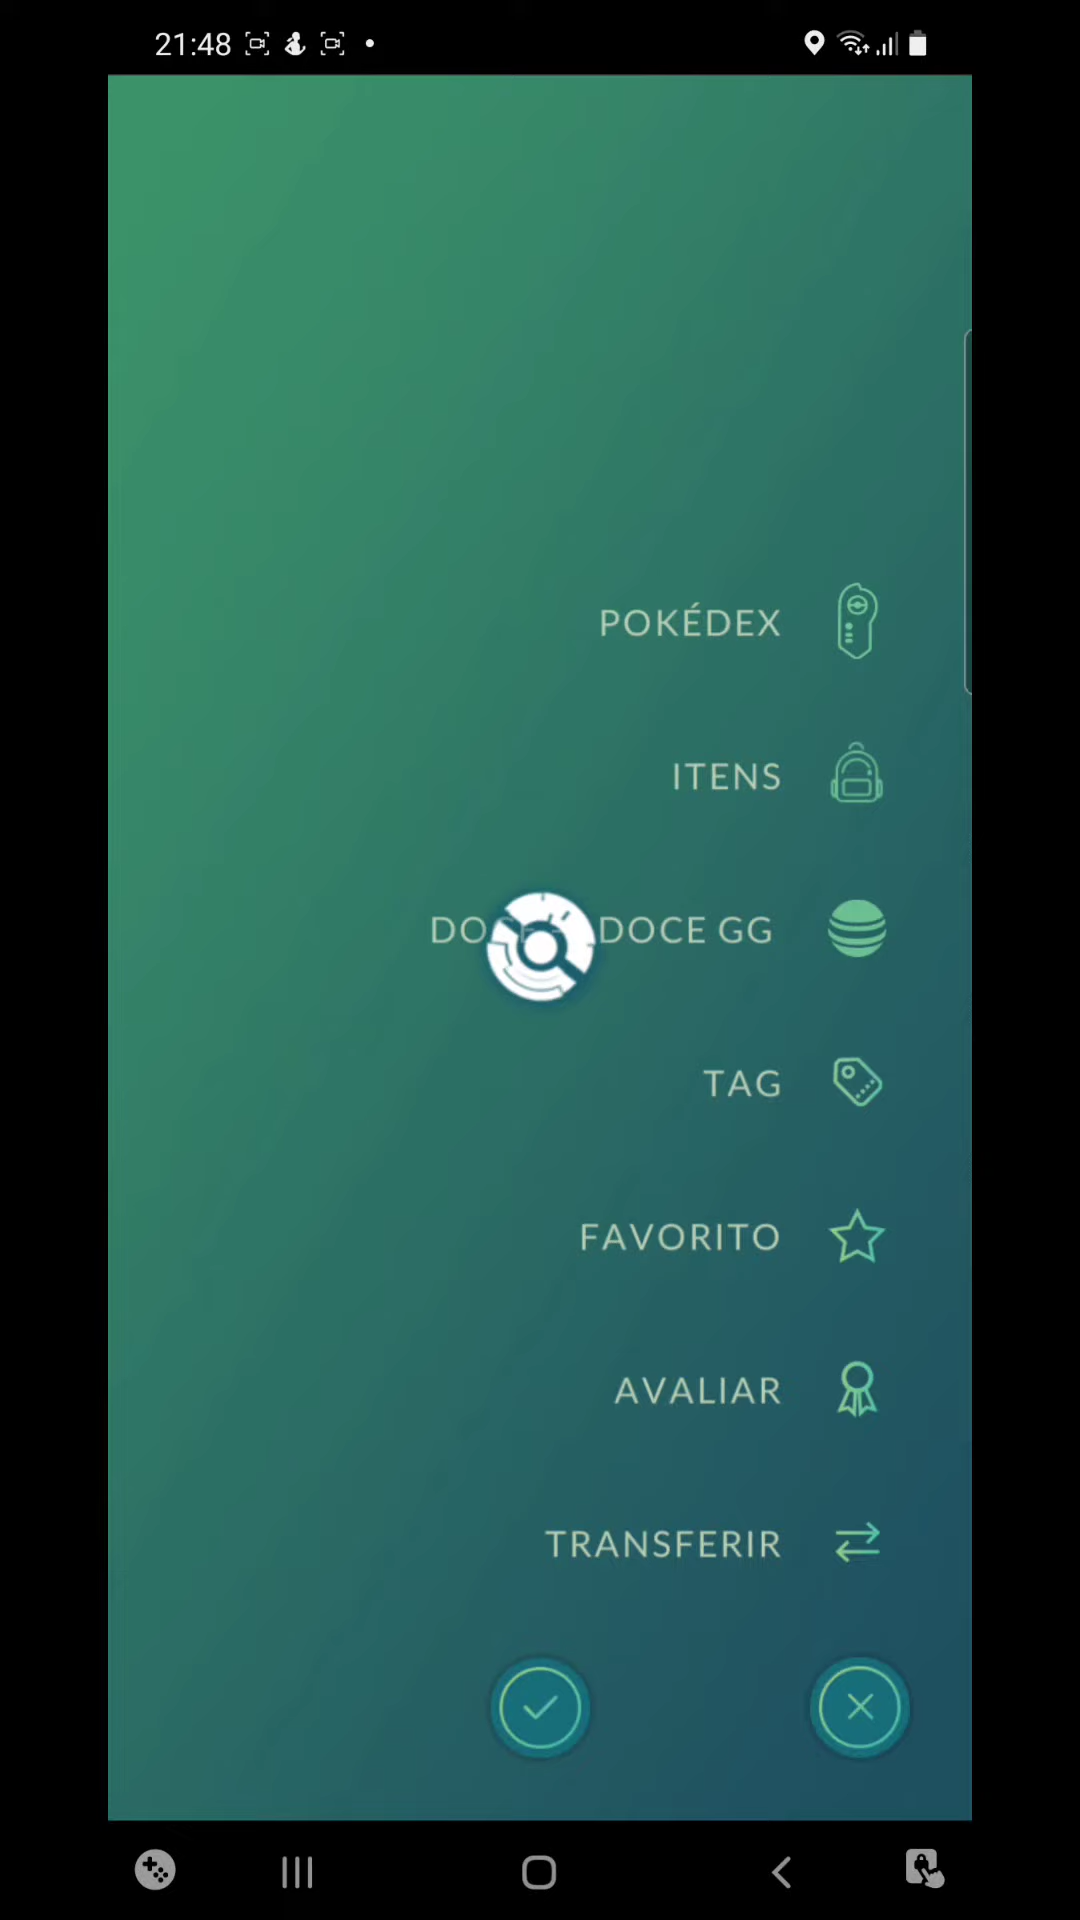 21:48
POKÉDEX
ITENS
DOCE GG
TAG
FAVORITO
AVALIAR
TRANSFERIR